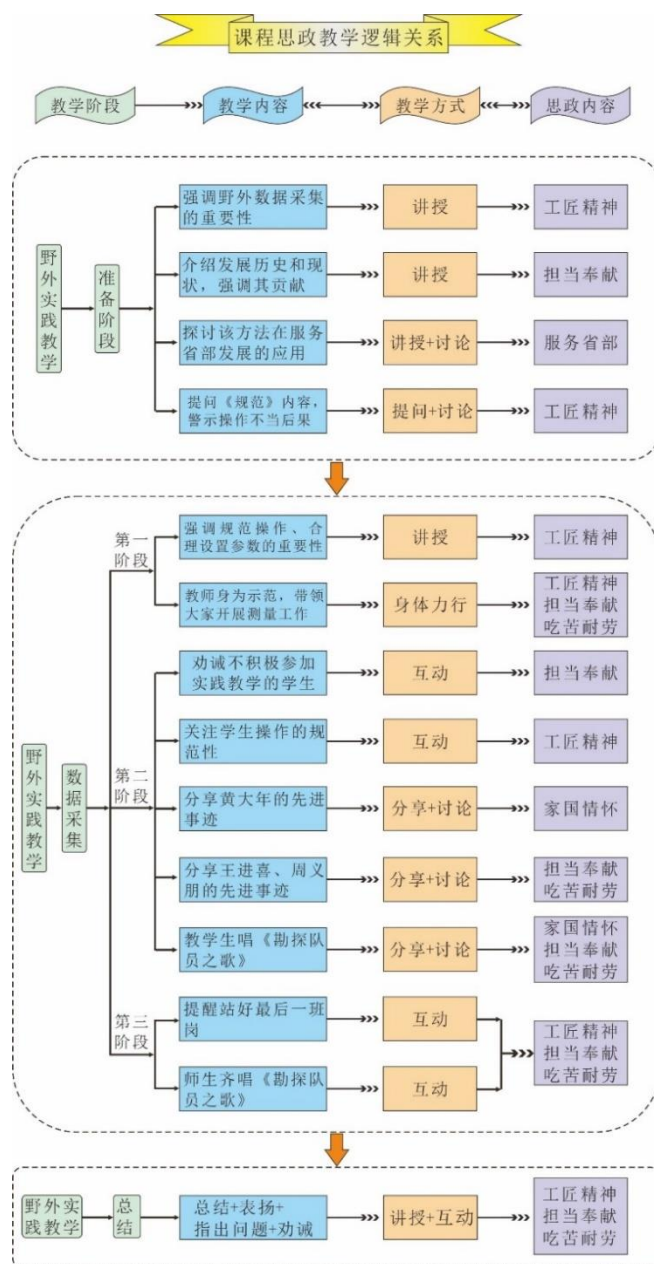 课程思政教学逻辑关系
教学阶段
教学内容
教学方式
思政内容
野外实践教学
准备阶段
强调野外数据采集
的重要性
讲授
工匠精神
介绍发展历史和现
状，强调其贡献
讲授
担当奉献
探讨该方法在服务
省部发展的应用
讲授+讨论
服务省部
提问《规范》内容，
警示操作不当后果
提问+讨论
工匠精神
野外实践教学
数据采集
第一
阶段
强调规范操作、合
理设置参数的重要性
讲授
工匠精神
教师身为示范，带领
大家开展测量工作
身体力行
工匠精神
担当奉献
吃苦耐劳
第二
阶段
劝诫不积极参加
实践教学的学生
互动
担当奉献
关注学生操作的规
范性
互动
工匠精神
分享黄大年的先进
事迹
分享+讨论
家国情怀
分享王进喜、周义
朋的先进事迹
分享+讨论
担当奉献
吃苦耐劳
教学生唱《勘探队
员之歌》
分享+讨论
家国情怀
担当奉献
吃苦耐劳
第三
阶段
提醒站好最后一班
岗
互动
师生齐唱《勘探队
员之歌》
互动
工匠精神
担当奉献
吃苦耐劳
野外实
践教学
总结
总结+表扬+
指出问题+劝诫
讲授+互动
工匠精神
担当奉献
吃苦耐劳